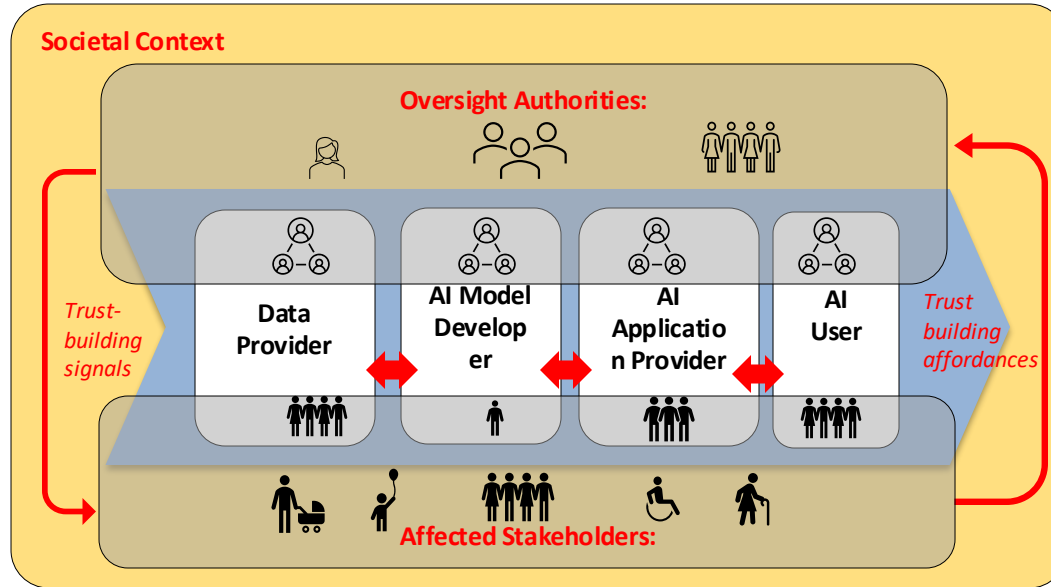 Societal Context
Oversight Authorities:
Data
Provider
AI Model
Develop
er
AI
Applicatio
n Provider
AI
User
Trust-
building
signals
Trust
building
affordances
Affected Stakeholders: